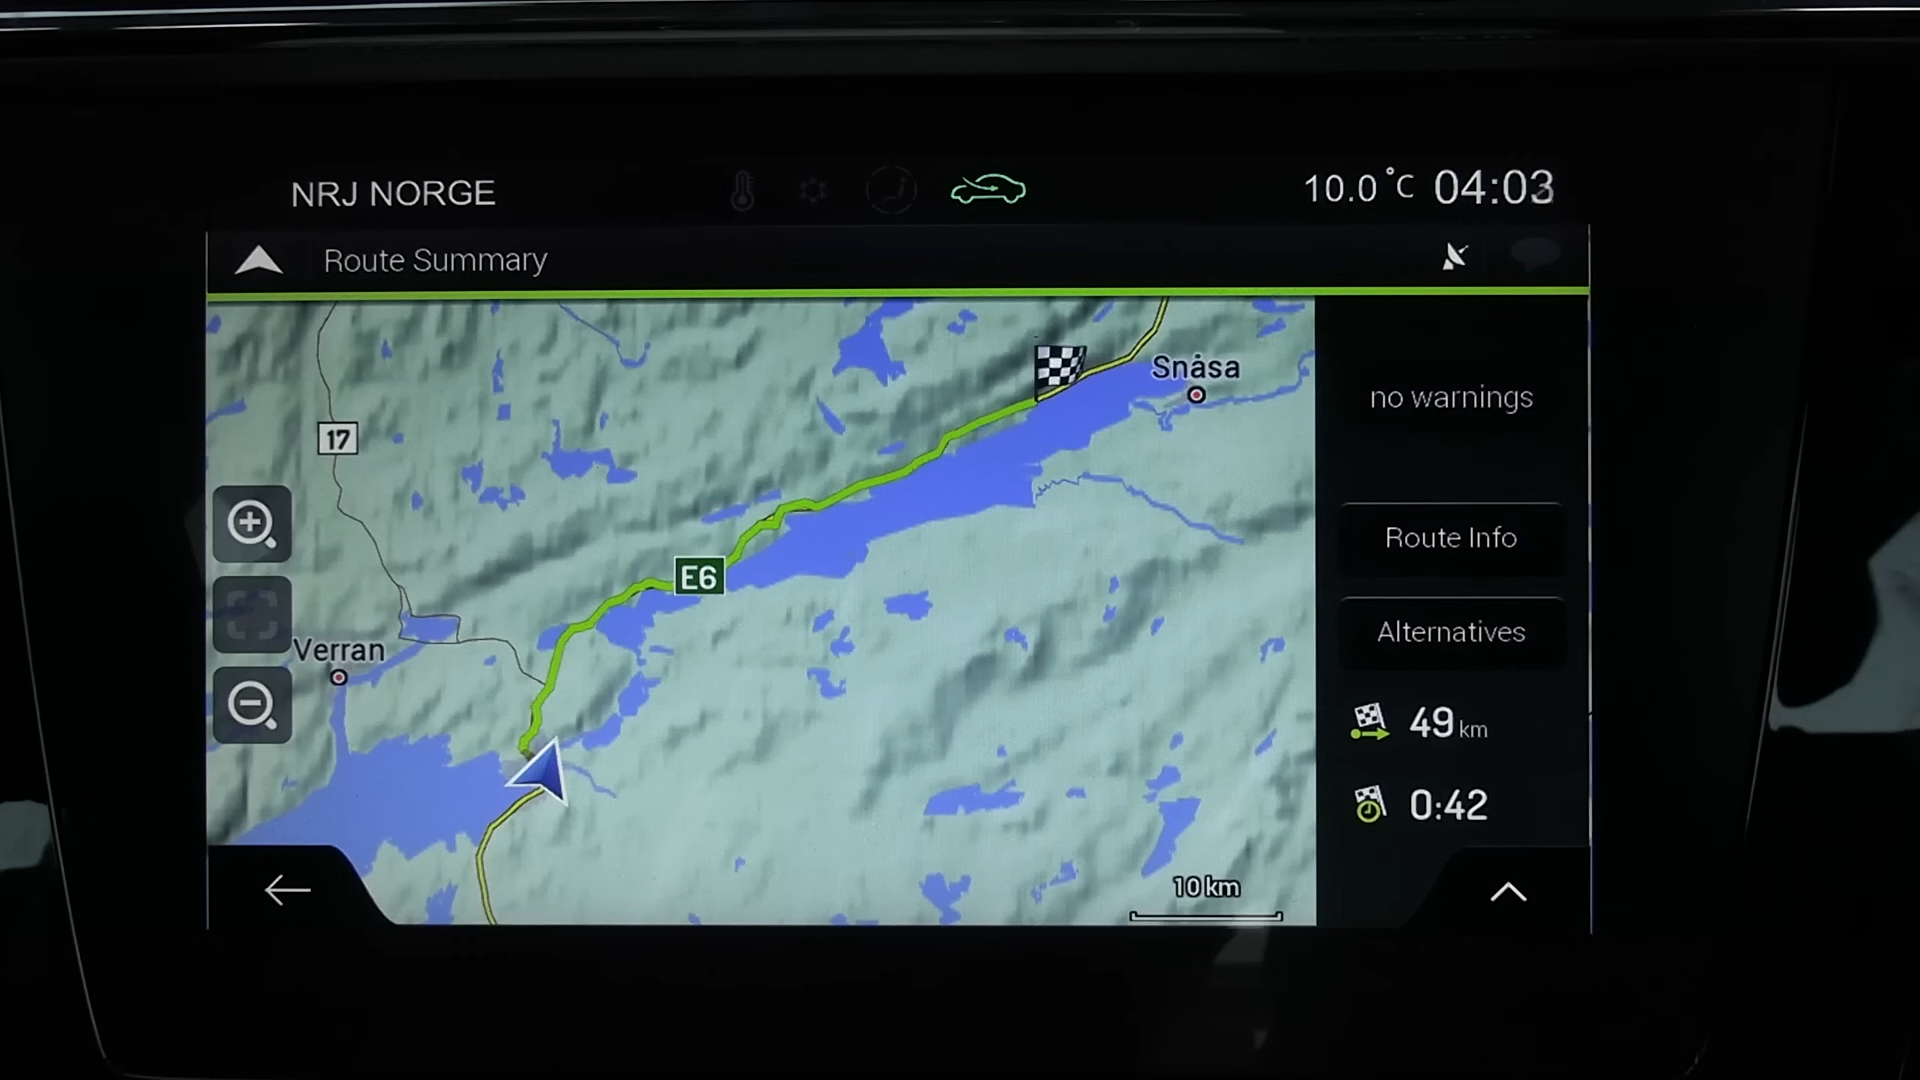 NRJ NORGE
10.0°C 04:03
Route Summary
Snåsa
no warnings
17
Route Info
E6
Alternatives
Verran
49 km
0:42
10 km